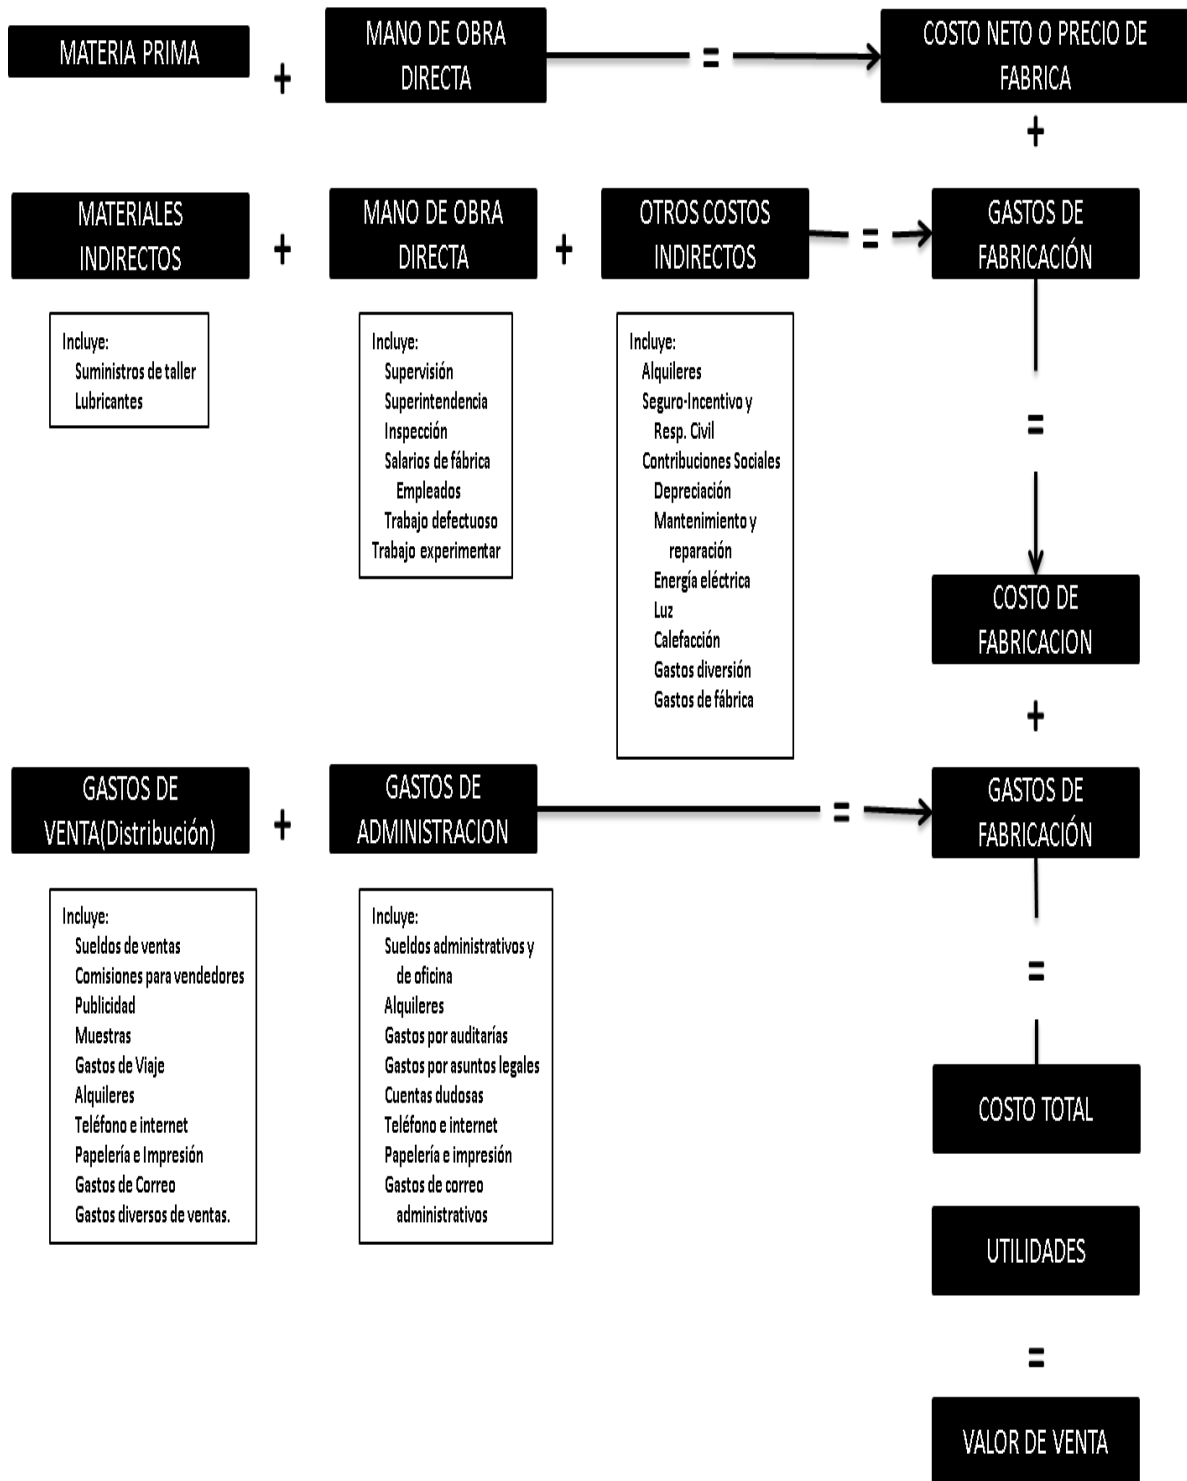 MATERIA PRIMA
+
MANO DE OBRA
DIRECTA
=
COSTO NETO O PRECIO DE
FABRICA
+
MATERIALES
INDIRECTOS
+
MANO DE OBRA
DIRECTA
+
OTROS COSTOS
INDIRECTOS
=
GASTOS DE
FABRICACIÓN
Incluye:
Suministros de taller
Lubricantes
Incluye:
Supervisión
Superintendencia
Inspección
Salarios de fábrica
Empleados
Trabajo defectuoso
Trabajo experimentar
Incluye:
Alquileres
Seguro-Incentivo y
Resp. Civil
Contribuciones Sociales
Depreciación
Mantenimiento y
reparación
Energía eléctrica
Luz
Calefacción
Gastos diversión
Gastos de fábrica
=
COSTO DE
FABRICACION
+
GASTOS DE
VENTA(Distribución)
+
GASTOS DE
ADMINISTRACION
=
GASTOS DE
FABRICACIÓN
Incluye:
Sueldos de ventas
Comisiones para vendedores
Publicidad
Muestras
Gastos de Viaje
Alquileres
Teléfono e internet
Papelería e Impresión
Gastos de Correo
Gastos diversos de ventas.
Incluye:
Sueldos administrativos y
de oficina
Alquileres
Gastos por auditarías
Gastos por asuntos legales
Cuentas dudosas
Teléfono e internet
Papelería e impresión
Gastos de correo
administrativos
=
COSTO TOTAL
UTILIDADES
=
VALOR DE VENTA